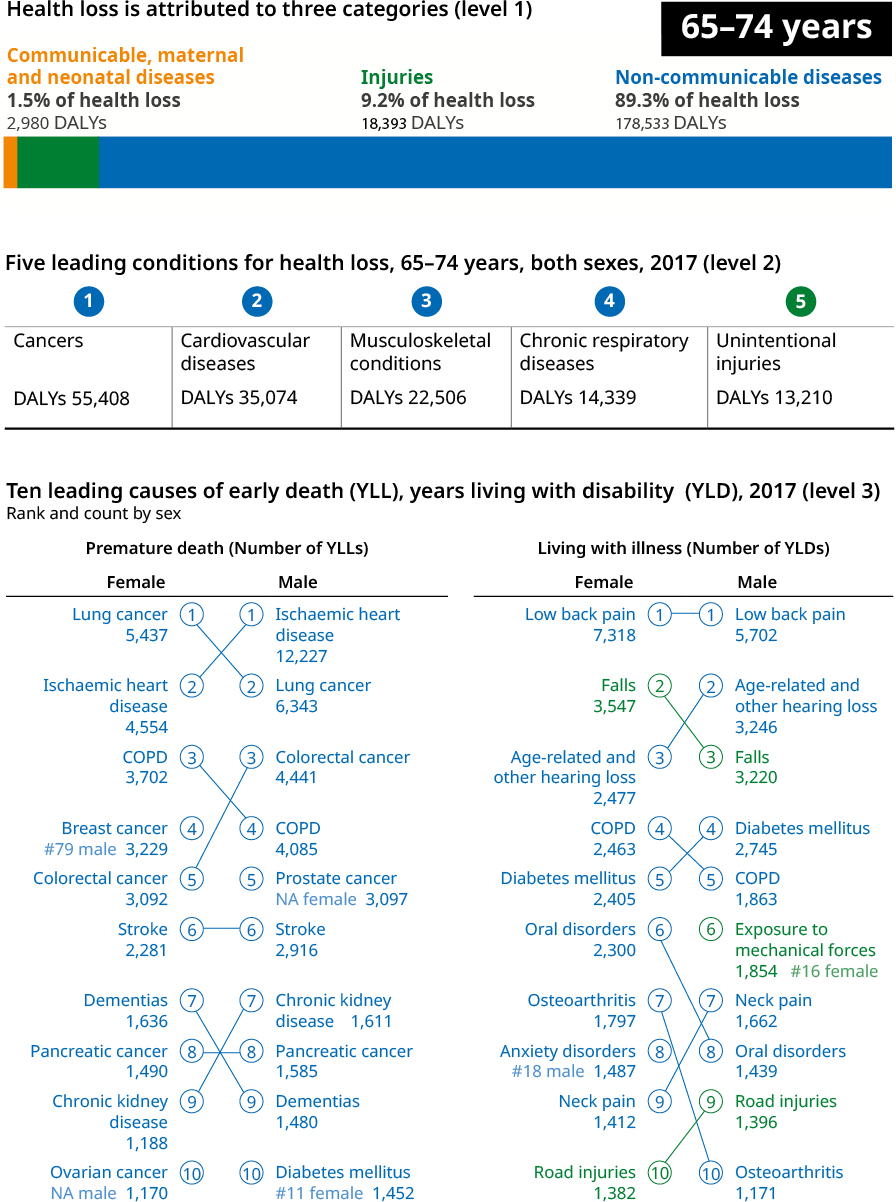 Health loss is attributed to three categories (level 1)
65–74 years
Communicable, maternal
and neonatal diseases
1.5% of health loss
2,980 DALYs
Injuries
9.2% of health loss
18,393 DALYs
Non-communicable diseases
89.3% of health loss
178,533 DALYs
Five leading conditions for health loss, 65–74 years, both sexes, 2017 (level 2)
1
2
3
4
5
Cancers
DALYs 55,408
Cardiovascular
diseases
DALYs 35,074
Musculoskeletal
conditions
DALYs 22,506
Chronic respiratory
diseases
DALYs 14,339
Unintentional
injuries
DALYs 13,210
Ten leading causes of early death (YLL), years living with disability (YLD), 2017 (level 3)
Rank and count by sex
Premature death (Number of YLLs)
Female Male
Lung cancer 1
5,437
1 Ischaemic heart
disease
12,227
Ischaemic heart 2
disease
4,554
2 Lung cancer
6,343
COPD 3
3,702
3 Colorectal cancer
4,441
Breast cancer 4
#79 male 3,229
4 COPD
4,085
Colorectal cancer 5
3,092
5 Prostate cancer
NA female 3,097
Stroke 6
2,281
6 Stroke
2,916
Dementias 7
1,636
7 Chronic kidney
disease 1,611
Pancreatic cancer 8
1,490
8 Pancreatic cancer
1,585
Chronic kidney 9
disease
1,188
9 Dementias
1,480
Ovarian cancer 10
NA male 1,170
10 Diabetes mellitus
#11 female 1,452
Living with illness (Number of YLDs)
Female Male
Low back pain 1
7,318
1 Low back pain
5,702
Falls 2
3,547
2 Age-related and
other hearing loss
3,246
Age-related and 3
other hearing loss
2,477
3 Falls
3,220
COPD 4
2,463
4 Diabetes mellitus
2,745
Diabetes mellitus 5
2,405
5 COPD
1,863
Oral disorders 6
2,300
6 Exposure to
mechanical forces
1,854 #16 female
Osteoarthritis 7
1,797
7 Neck pain
1,662
Anxiety disorders 8
#18 male 1,487
8 Oral disorders
1,439
Neck pain 9
1,412
9 Road injuries
1,396
Road injuries 10
1,382
10 Osteoarthritis
1,171